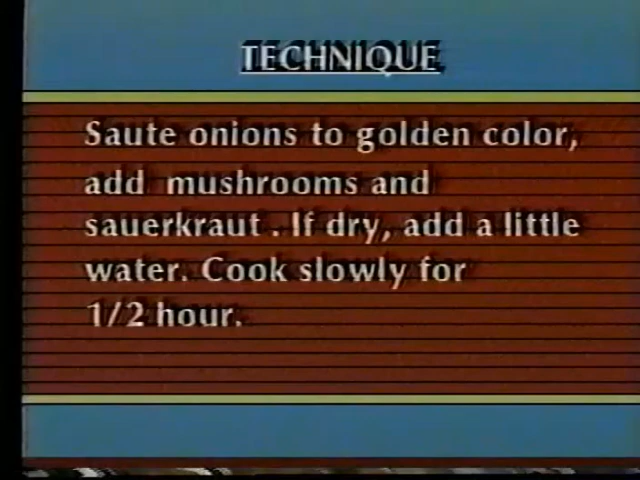 TECHNIQUE
Saute onions to golden color,
add mushrooms and
sauerkraut . If dry, add a little
water. Cook slowly for
1/2 hour.